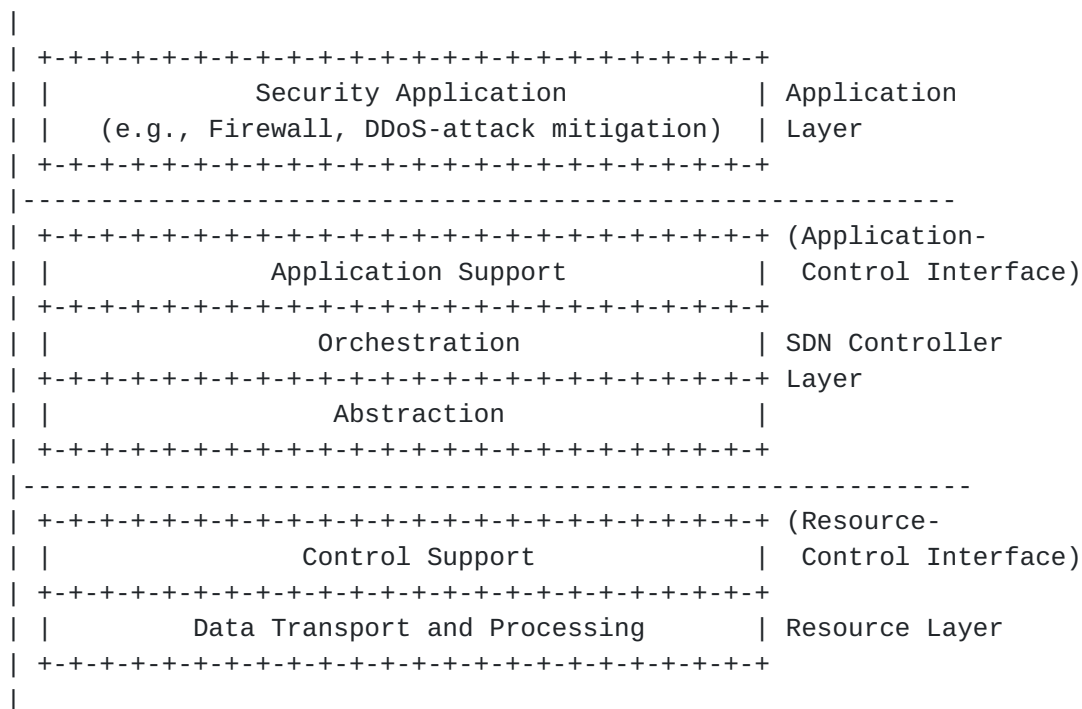 |
| +-+-+-+-+-+-+-+-+-+-+-+-+-+-+-+-+-+-+-+-+-+-+-+
| |             Security Application            | Application
| |   (e.g., Firewall, DDoS-attack mitigation)  | Layer
| +-+-+-+-+-+-+-+-+-+-+-+-+-+-+-+-+-+-+-+-+-+-+-+
|------------------------------------------------------------
| +-+-+-+-+-+-+-+-+-+-+-+-+-+-+-+-+-+-+-+-+-+-+-+ (Application-
| |              Application Support            |  Control Interface)
| +-+-+-+-+-+-+-+-+-+-+-+-+-+-+-+-+-+-+-+-+-+-+-+
| |                 Orchestration               | SDN Controller
| +-+-+-+-+-+-+-+-+-+-+-+-+-+-+-+-+-+-+-+-+-+-+-+ Layer
| |                  Abstraction                |
| +-+-+-+-+-+-+-+-+-+-+-+-+-+-+-+-+-+-+-+-+-+-+-+
|-------------------------------------------------------------
| +-+-+-+-+-+-+-+-+-+-+-+-+-+-+-+-+-+-+-+-+-+-+-+ (Resource-
| |                Control Support              |  Control Interface)
| +-+-+-+-+-+-+-+-+-+-+-+-+-+-+-+-+-+-+-+-+-+-+-+
| |         Data Transport and Processing       | Resource Layer
| +-+-+-+-+-+-+-+-+-+-+-+-+-+-+-+-+-+-+-+-+-+-+-+
|